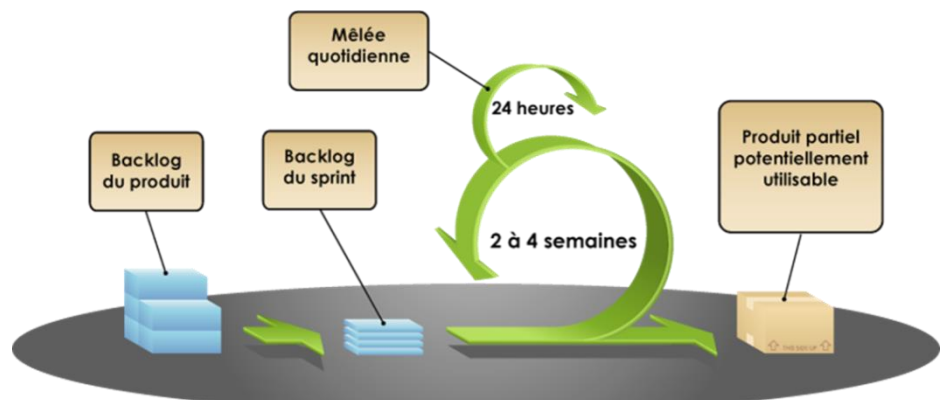 Mêlée
quotidienne
24 heures
Backlog
du produit
Backlog
du sprint
Produit partiel
potentiellement
utilisable
2 à 4 semaines